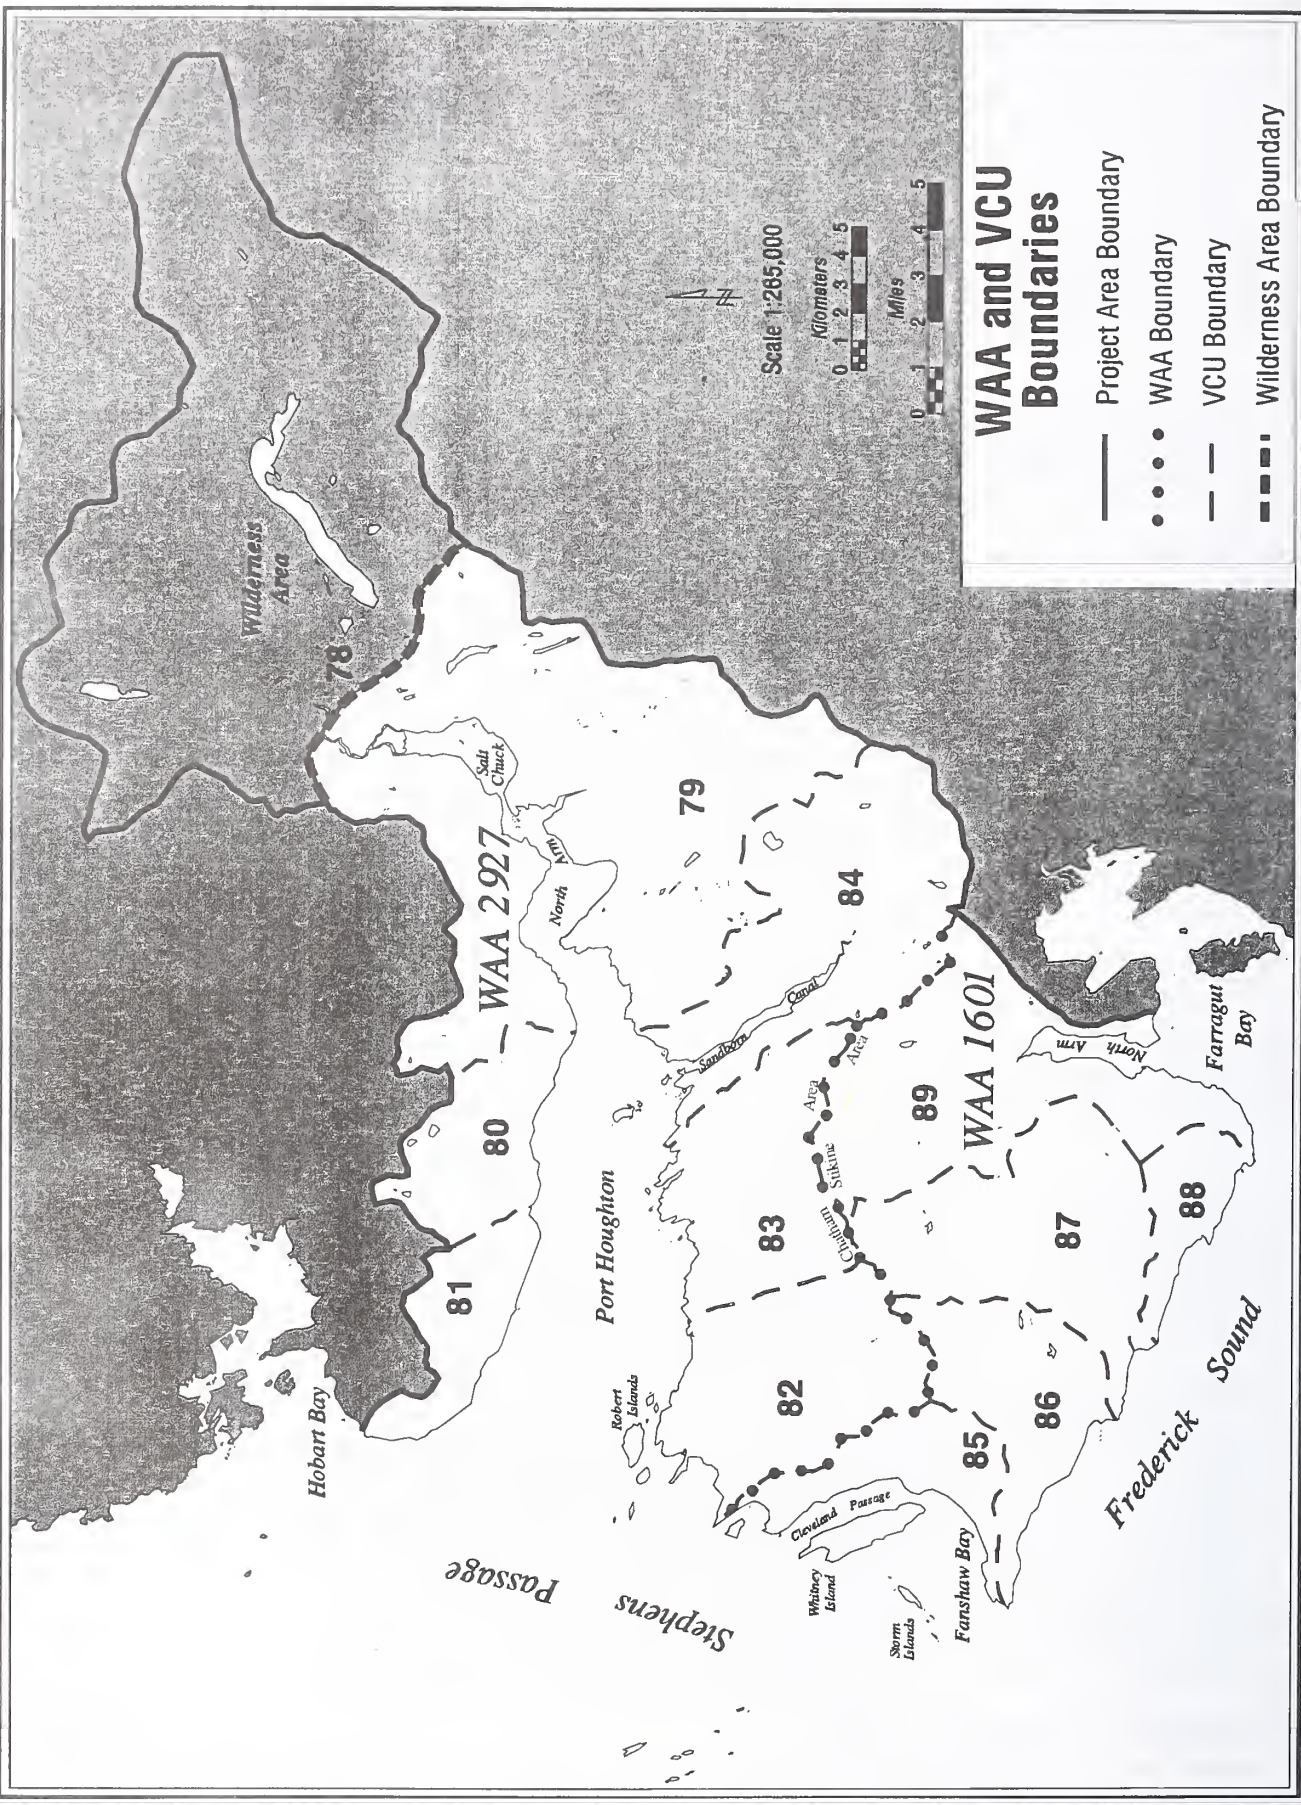 Wilderness
Area
78
Salt
Chuck
WAA 2927
North
Arm
79
80
81
Hobart Bay
Port Houghton
84
Sandborn
Canal
83
Robert
Islands
82
Stephens
Passage
Chatham
Area
Stikine
Area
89
WAA 1601
North
Arm
Farragut
Bay
87
88
86
85
Cleveland Passage
Whitney
Island
Storm
Islands
Fanshaw Bay
Frederick
Sound
Scale 1:265,000
Kilometers
0 1 2 3 4 5
Miles
0 1 2 3 4 5
WAA and VCU
Boundaries
Project Area Boundary
WAA Boundary
VCU Boundary
Wilderness Area Boundary